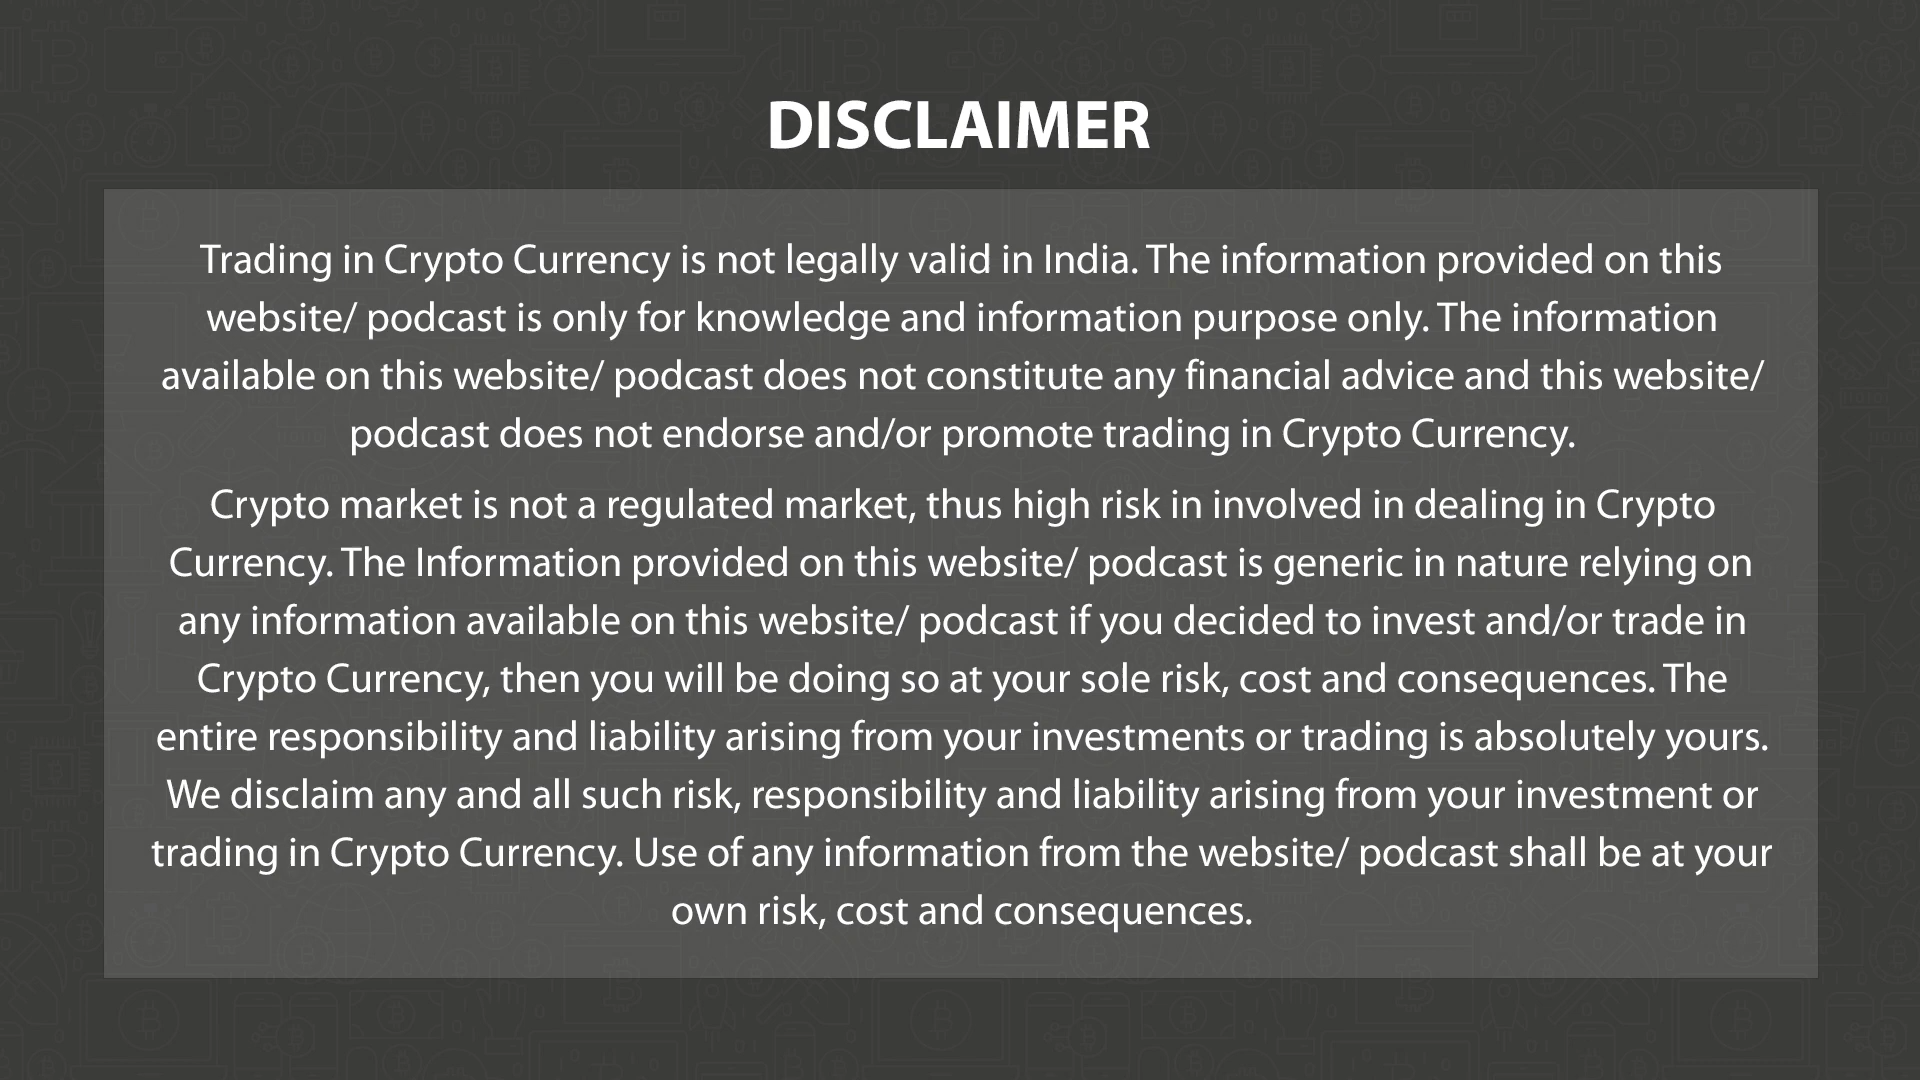 DISCLAIMER
Trading in Crypto Currency is not legally valid in India. The information provided on this
website/ podcast is only for knowledge and information purpose only. The information
available on this website/ podcast does not constitute any financial advice and this website/
podcast does not endorse and/or promote trading in Crypto Currency.
Crypto market is not a regulated market, thus high risk in involved in dealing in Crypto
Currency. The Information provided on this website/ podcast is generic in nature relying on
any information available on this website/ podcast if you decided to invest and/or trade in
Crypto Currency, then you will be doing so at your sole risk, cost and consequences. The
entire responsibility and liability arising from your investments or trading is absolutely yours.
We disclaim any and all such risk, responsibility and liability arising from your investment or
trading in Crypto Currency. Use of any information from the website/ podcast shall be at your
own risk, cost and consequences.